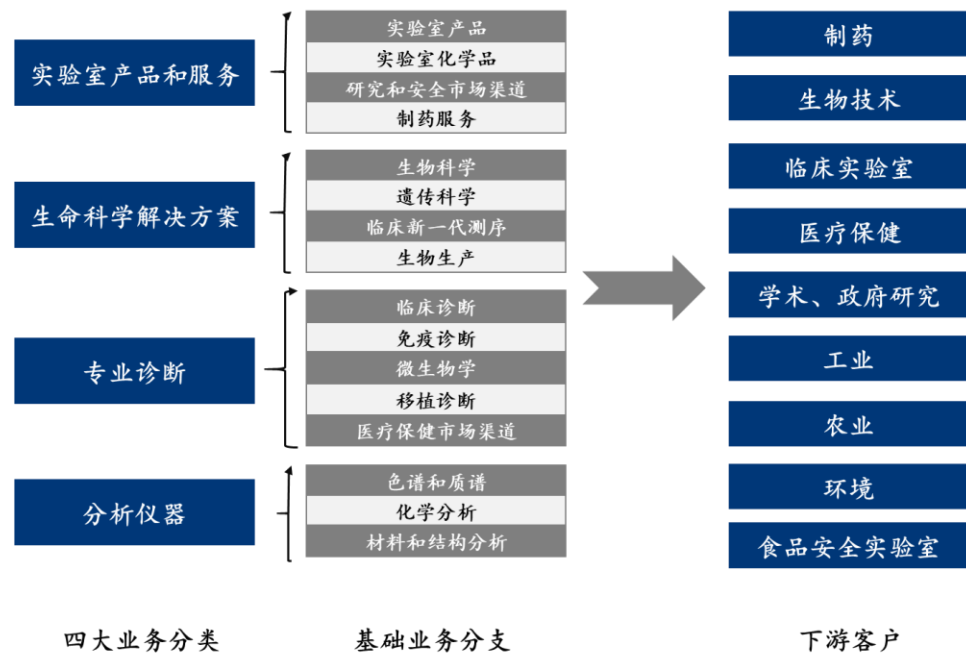 实验室产品和服务
实验室产品
实验室化学品
研究和安全市场渠道
制药服务
生命科学解决方案
生物科学
遗传科学
临床新一代测序
生物生产
专业诊断
临床诊断
免疫诊断
微生物学
移植诊断
医疗保健市场渠道
分析仪器
色谱和质谱
化学分析
材料和结构分析
制药
生物技术
临床实验室
医疗保健
学术、政府研究
工业
农业
环境
食品安全实验室
四大业务分类
基础业务分支
下游客户